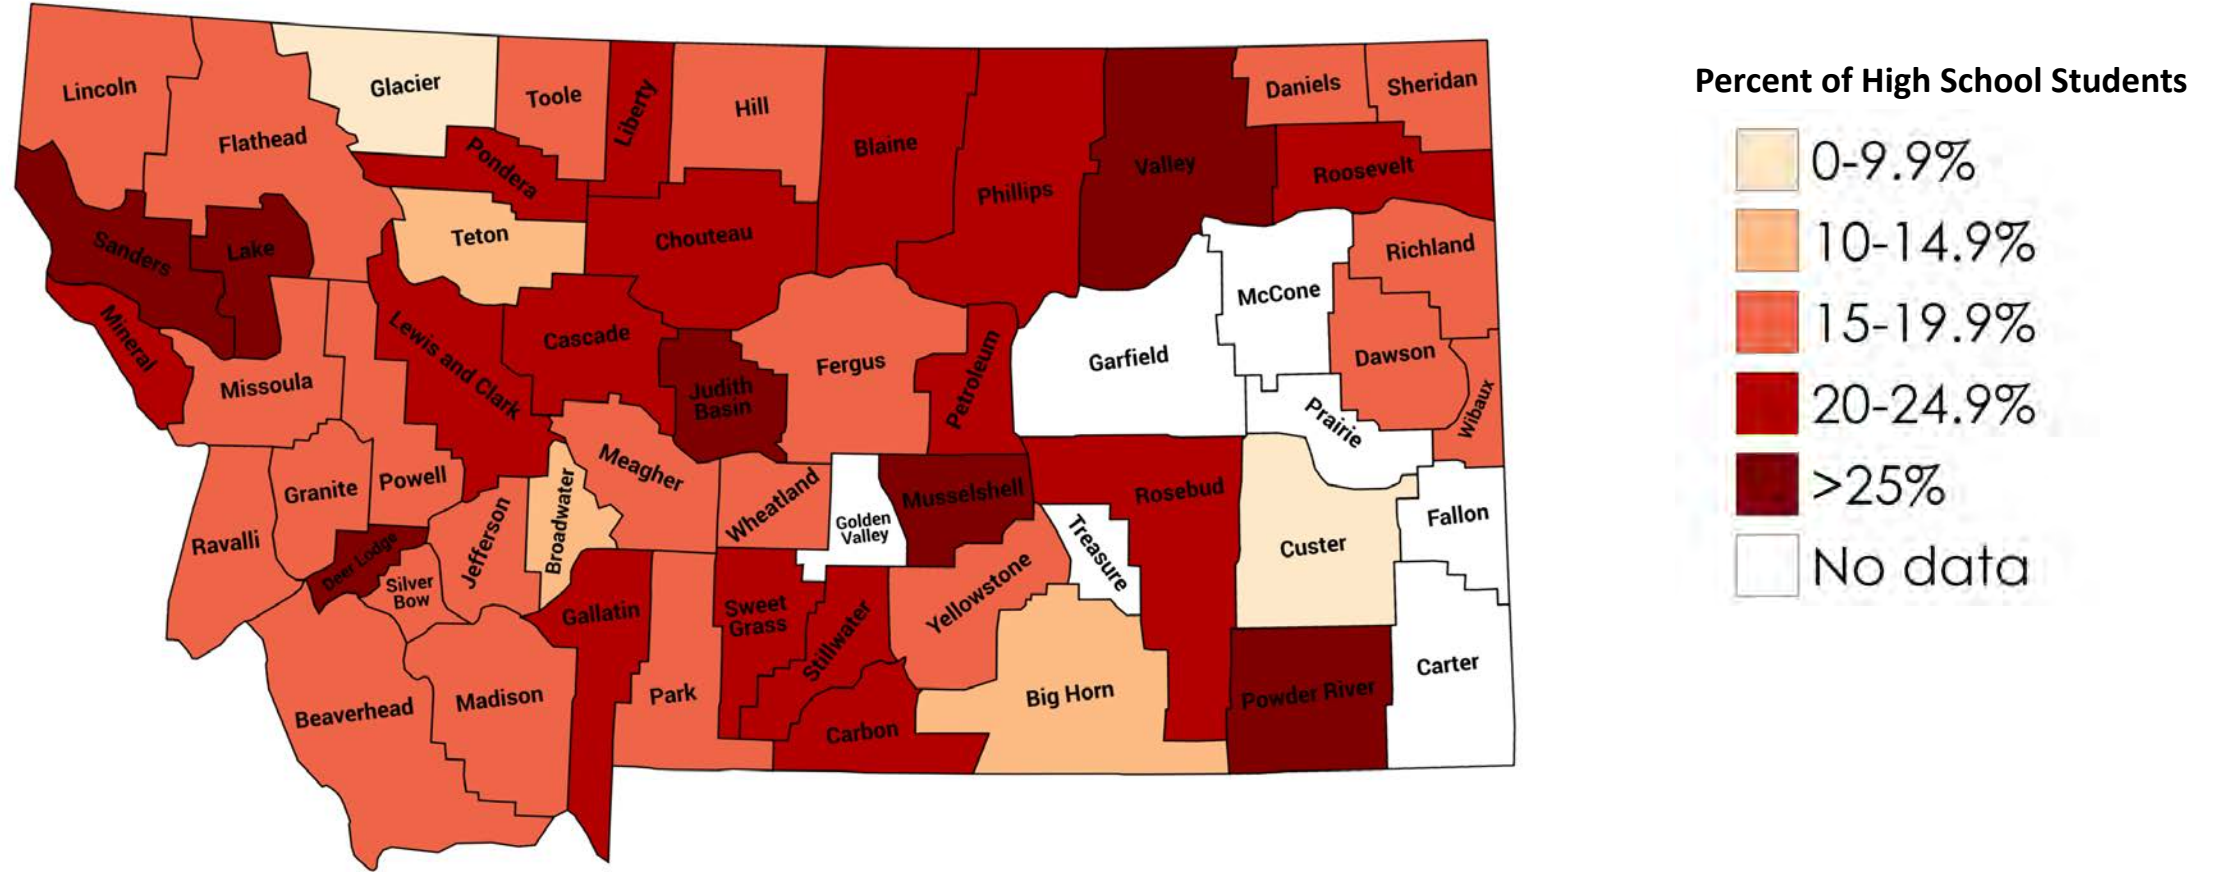 Percent of High School Students
0-9.9%
10-14.9%
15-19.9%
20-24.9%
>25%
No data
Lincoln
Flathead
Glacier
Toole
Liberty
Hill
Blaine
Phillips
Valley
Daniels
Sheridan
Roosevelt
Pondera
Teton
Chouteau
Sanders
Lake
Mineral
Missoula
Lewis and Clark
Cascade
Judith
Basin
Fergus
Petroleum
Garfield
McCone
Richland
Dawson
Wibaux
Prairie
Ravalli
Granite
Powell
Deer Lodge
Silver
Bow
Jefferson
Broadwater
Meagher
Wheatland
Golden
Valley
Musselshell
Rosebud
Treasure
Custer
Fallon
Beaverhead
Madison
Gallatin
Park
Sweet
Grass
Stillwater
Carbon
Yellowstone
Big Horn
Powder River
Carter